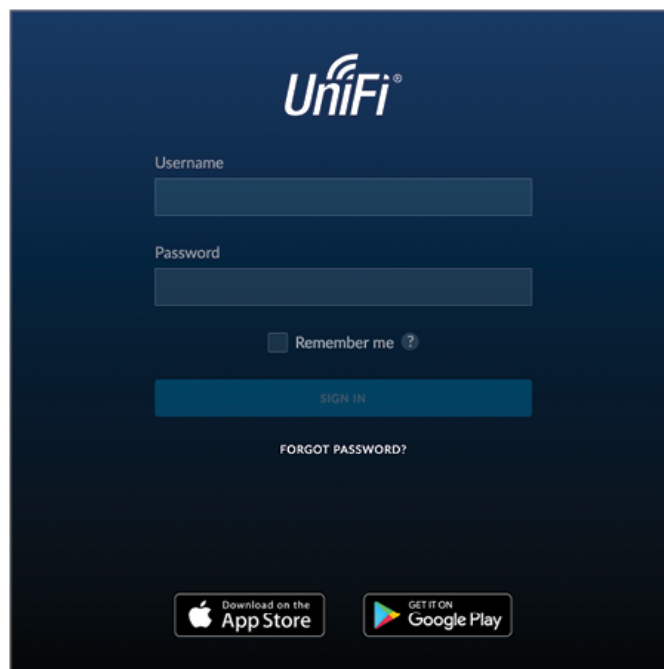 UniFi®
Username
Password
Remember me ?
SIGN IN
FORGOT PASSWORD?
Download on the
App Store
GET IT ON
Google Play